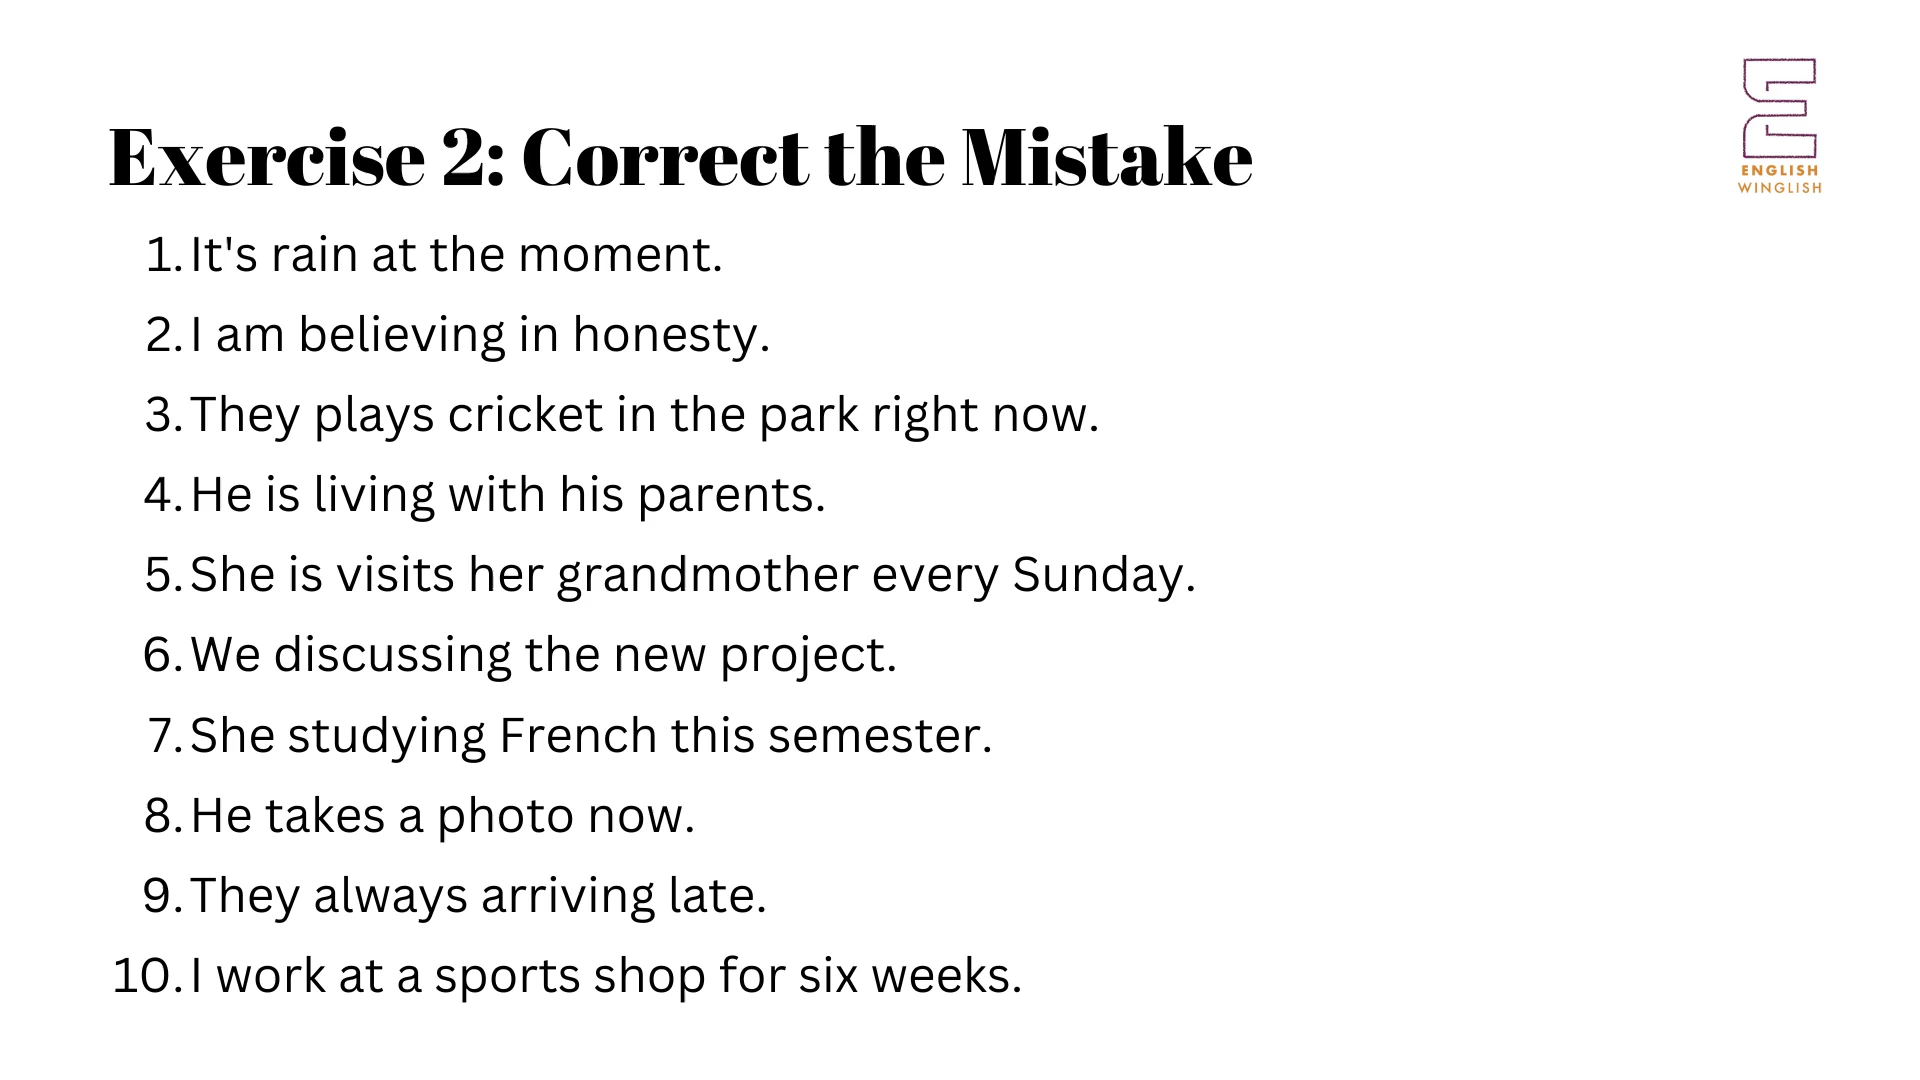 ENGLISH
WINGLISH
Exercise 2: Correct the Mistake
1. It's rain at the moment.
2. I am believing in honesty.
3. They plays cricket in the park right now.
4. He is living with his parents.
5. She is visits her grandmother every Sunday.
6. We discussing the new project.
7. She studying French this semester.
8. He takes a photo now.
9. They always arriving late.
10. I work at a sports shop for six weeks.